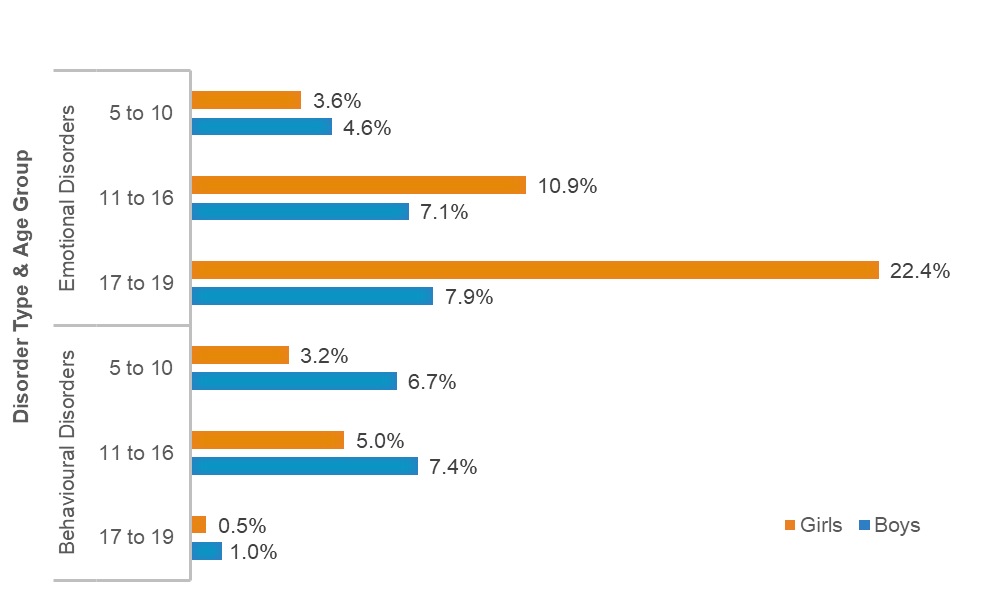 Disorder Type & Age Group
Emotional Disorders
5 to 10
3.6%
4.6%
11 to 16
10.9%
7.1%
17 to 19
22.4%
7.9%
Behavioural Disorders
5 to 10
3.2%
6.7%
11 to 16
5.0%
7.4%
17 to 19
0.5%
1.0%
Girls Boys